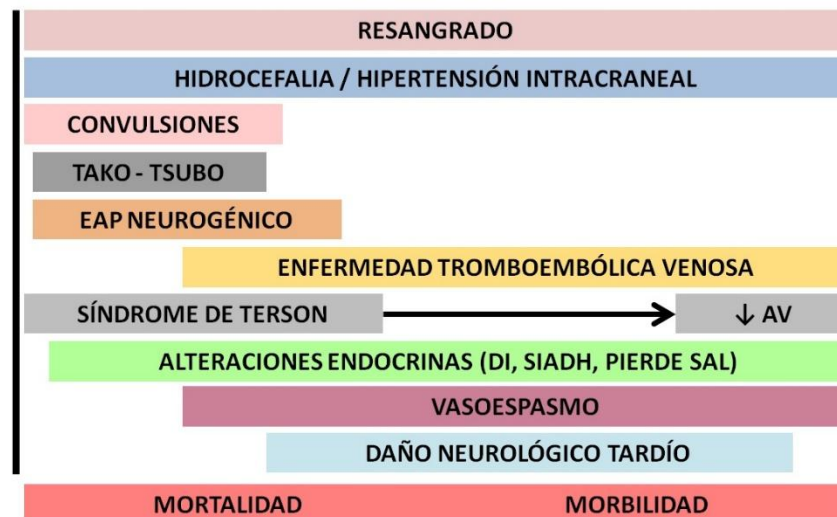 RESANGRADO
HIDROCEFALIA / HIPERTENSIÓN INTRACRANEAL
CONVULSIONES
TAKO - TSUBO
EAP NEUROGÉNICO
ENFERMEDAD TROMBOEMBÓLICA VENOSA
SÍNDROME DE TERSON ↓ AV
ALTERACIONES ENDOCRINAS (DI, SIADH, PIERDE SAL)
VASOESPASMO
DAÑO NEUROLÓGICO TARDÍO
MORTALIDAD MORBILIDAD